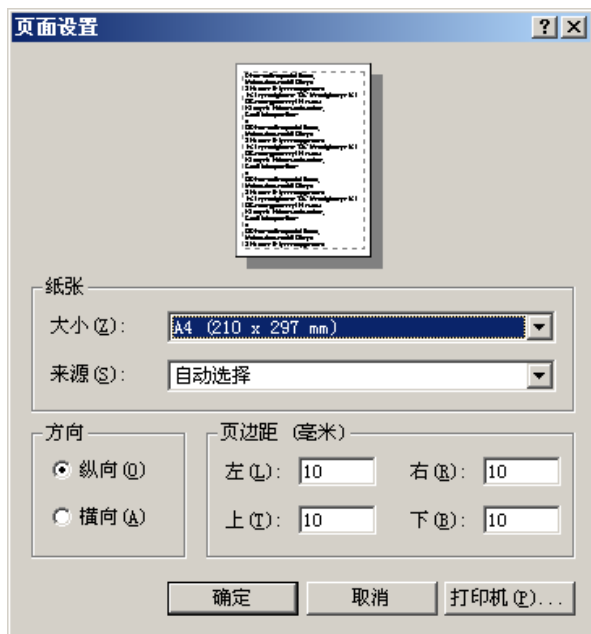 页面设置
纸张
大小(Z):
A4 (210 x 297 mm)
来源(S):
自动选择
方向
纵向(O)
横向(A)
页边距 (毫米)
左(L): 10 右(R): 10
上(T): 10 下(B): 10
确定 取消 打印机(P)...